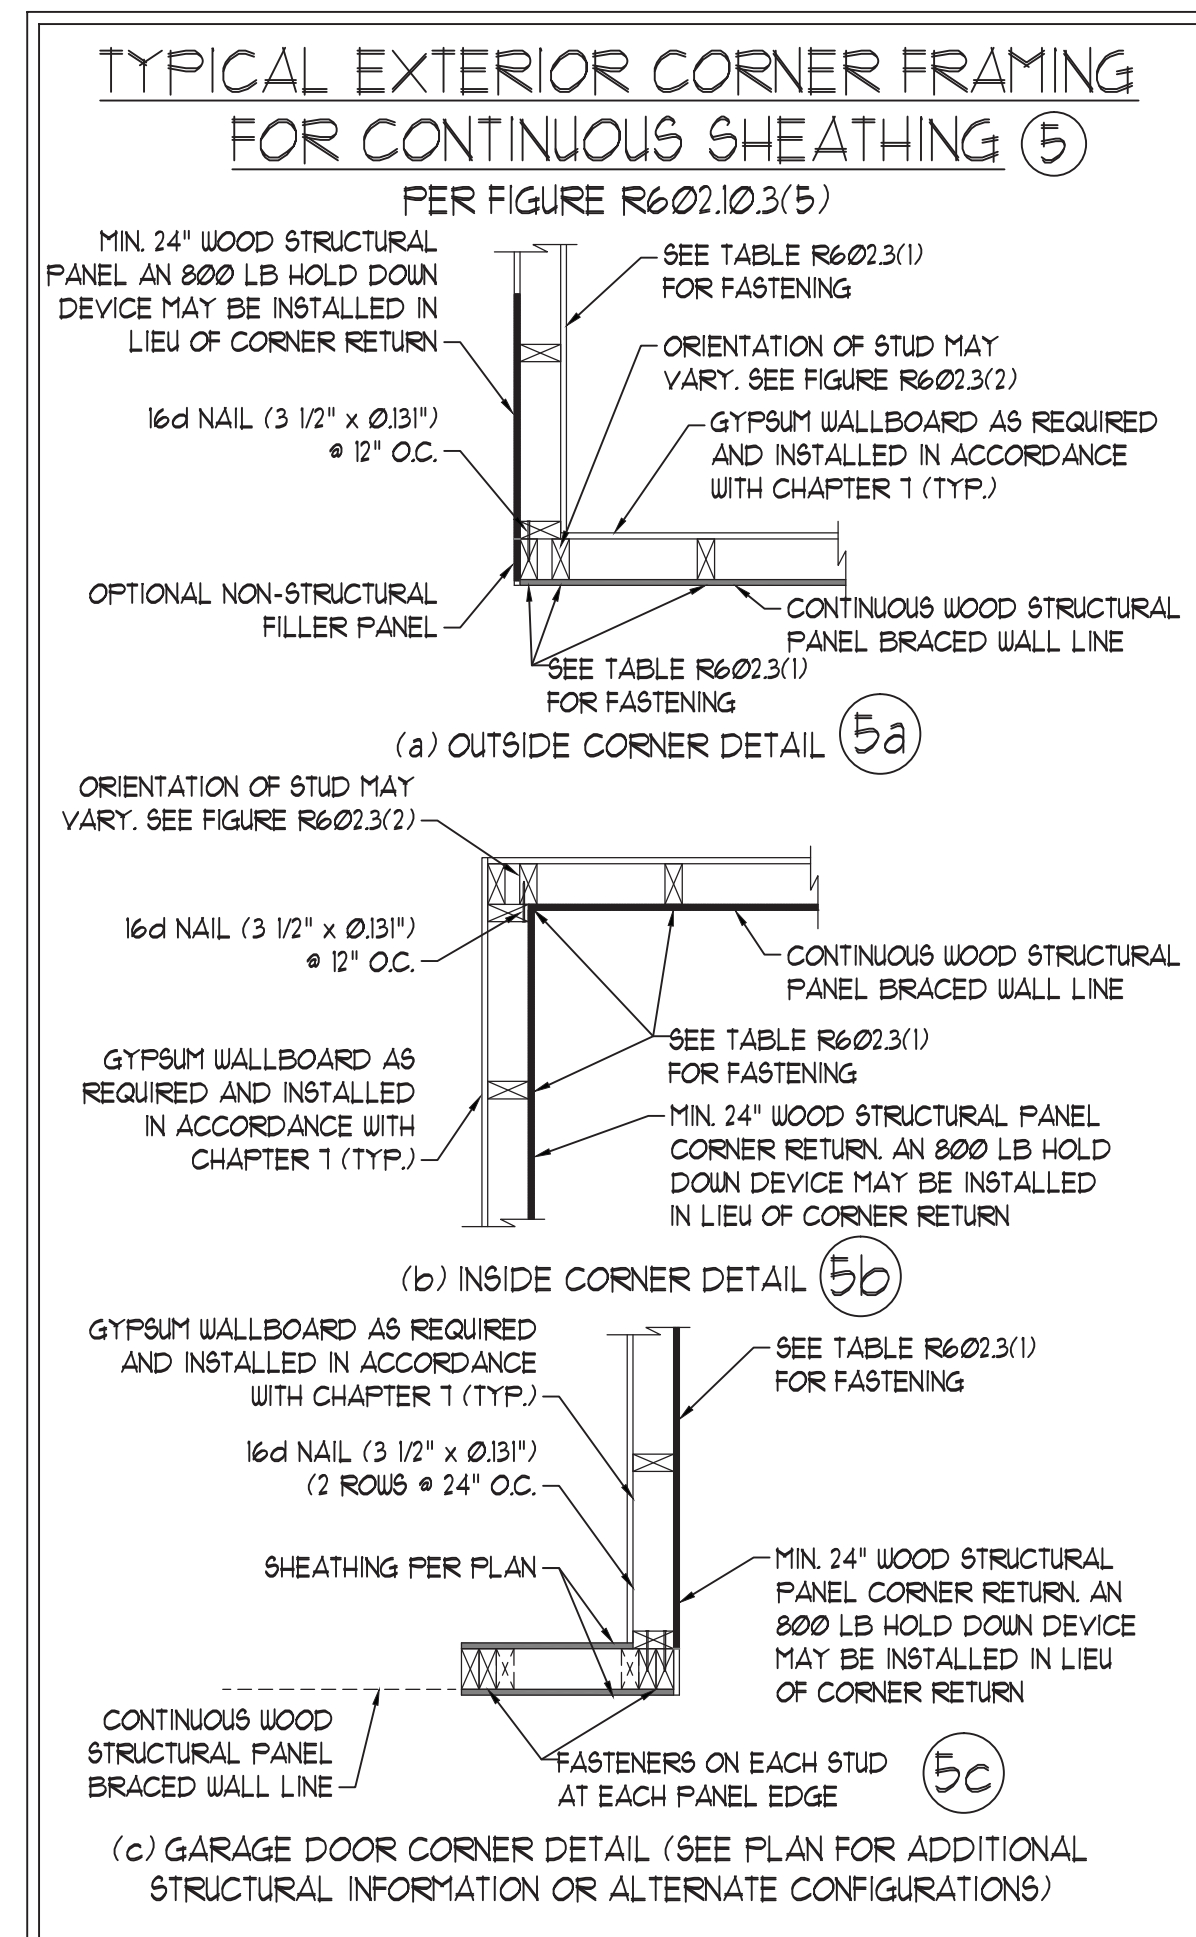 TYPICAL EXTERIOR CORNER FRAMING
FOR CONTINUOUS SHEATHING 5
PER FIGURE R602.10.3(5)
MIN. 24" WOOD STRUCTURAL
PANEL AN 800 LB HOLD DOWN
DEVICE MAY BE INSTALLED IN
LIEU OF CORNER RETURN
16d NAIL (3 1/2" x 0.131")
@ 12" O.C.
OPTIONAL NON-STRUCTURAL
FILLER PANEL
SEE TABLE R602.3(1)
FOR FASTENING
ORIENTATION OF STUD MAY
VARY. SEE FIGURE R602.3(2)
GYPSUM WALLBOARD AS REQUIRED
AND INSTALLED IN ACCORDANCE
WITH CHAPTER 7 (TYP.)
CONTINUOUS WOOD STRUCTURAL
PANEL BRACED WALL LINE
SEE TABLE R602.3(1)
FOR FASTENING
(a) OUTSIDE CORNER DETAIL 5a
ORIENTATION OF STUD MAY
VARY. SEE FIGURE R602.3(2)
16d NAIL (3 1/2" x 0.131")
@ 12" O.C.
GYPSUM WALLBOARD AS
REQUIRED AND INSTALLED
IN ACCORDANCE WITH
CHAPTER 7 (TYP.)
CONTINUOUS WOOD STRUCTURAL
PANEL BRACED WALL LINE
SEE TABLE R602.3(1)
FOR FASTENING
MIN. 24" WOOD STRUCTURAL PANEL
CORNER RETURN. AN 800 LB HOLD
DOWN DEVICE MAY BE INSTALLED
IN LIEU OF CORNER RETURN
(b) INSIDE CORNER DETAIL 5b
GYPSUM WALLBOARD AS REQUIRED
AND INSTALLED IN ACCORDANCE
WITH CHAPTER 7 (TYP.)
16d NAIL (3 1/2" x 0.131")
(2 ROWS @ 24" O.C.
SHEATHING PER PLAN
CONTINUOUS WOOD
STRUCTURAL PANEL
BRACED WALL LINE
SEE TABLE R602.3(1)
FOR FASTENING
MIN. 24" WOOD STRUCTURAL
PANEL CORNER RETURN. AN
800 LB HOLD DOWN DEVICE
MAY BE INSTALLED IN LIEU
OF CORNER RETURN
FASTENERS ON EACH STUD
AT EACH PANEL EDGE
5c
(c) GARAGE DOOR CORNER DETAIL (SEE PLAN FOR ADDITIONAL
STRUCTURAL INFORMATION OR ALTERNATE CONFIGURATIONS)